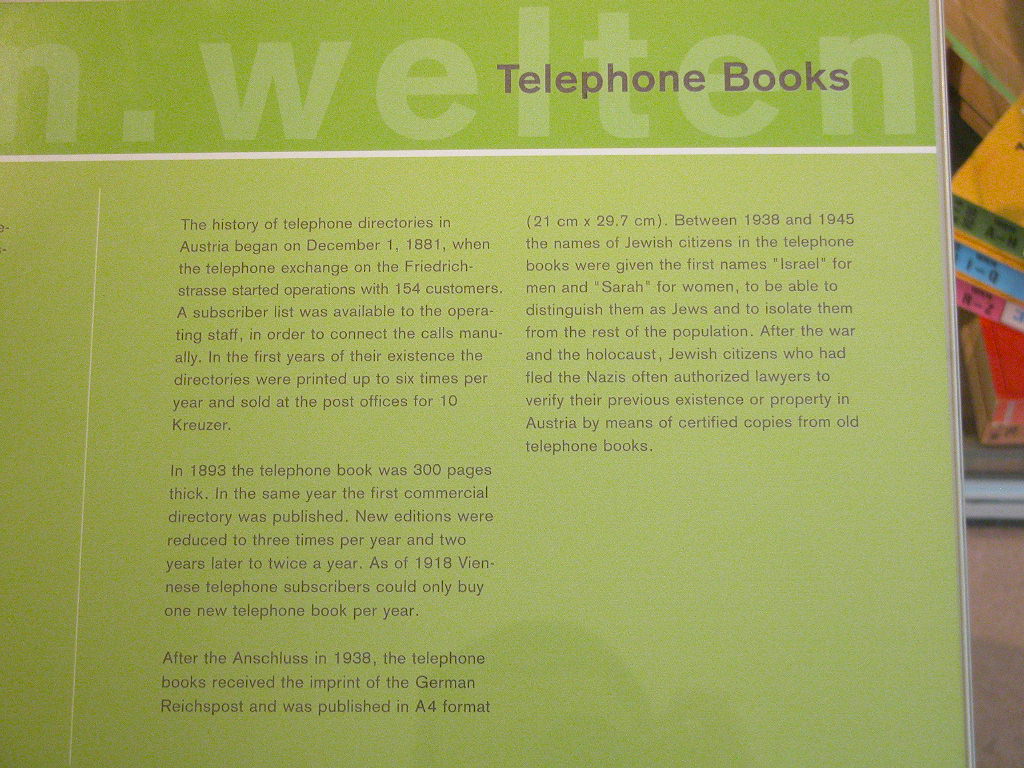 n.welten
Telephone Books
e-
s-
The history of telephone directories in
Austria began on December 1, 1881, when
the telephone exchange on the Friedrich-
strasse started operations with 154 customers.
A subscriber list was available to the opera-
ting staff, in order to connect the calls manu-
ally. In the first years of their existence the
directories were printed up to six times per
year and sold at the post offices for 10
Kreuzer.
In 1893 the telephone book was 300 pages
thick. In the same year the first commercial
directory was published. New editions were
reduced to three times per year and two
years later to twice a year. As of 1918 Vien-
nese telephone subscribers could only buy
one new telephone book per year.
After the Anschluss in 1938, the telephone
books received the imprint of the German
Reichspost and was published in A4 format
(21 cm x 29.7 cm). Between 1938 and 1945
the names of Jewish citizens in the telephone
books were given the first names "Israel" for
men and "Sarah" for women, to be able to
distinguish them as Jews and to isolate them
from the rest of the population. After the war
and the holocaust, Jewish citizens who had
fled the Nazis often authorized lawyers to
verify their previous existence or property in
Austria by means of certified copies from old
telephone books.
A-H
I-Q
R-Z